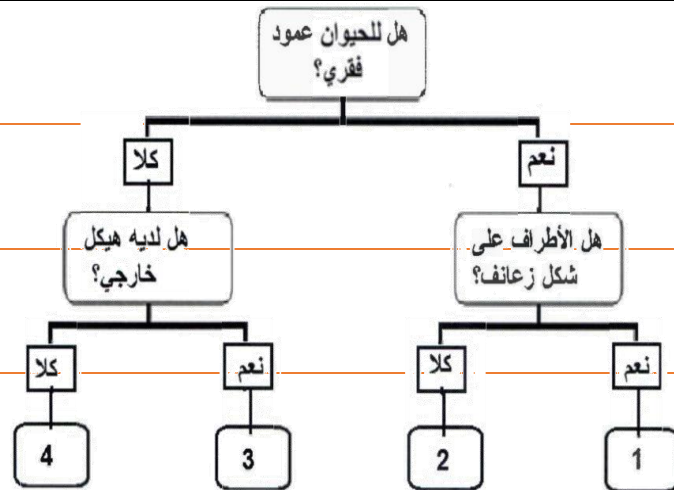 هل للحيوان عمود
فقري؟
نعم
كلا
هل الأطراف على
شكل زعانف؟
هل لديه هيكل
خارجي؟
نعم
كلا
نعم
كلا
1
2
3
4